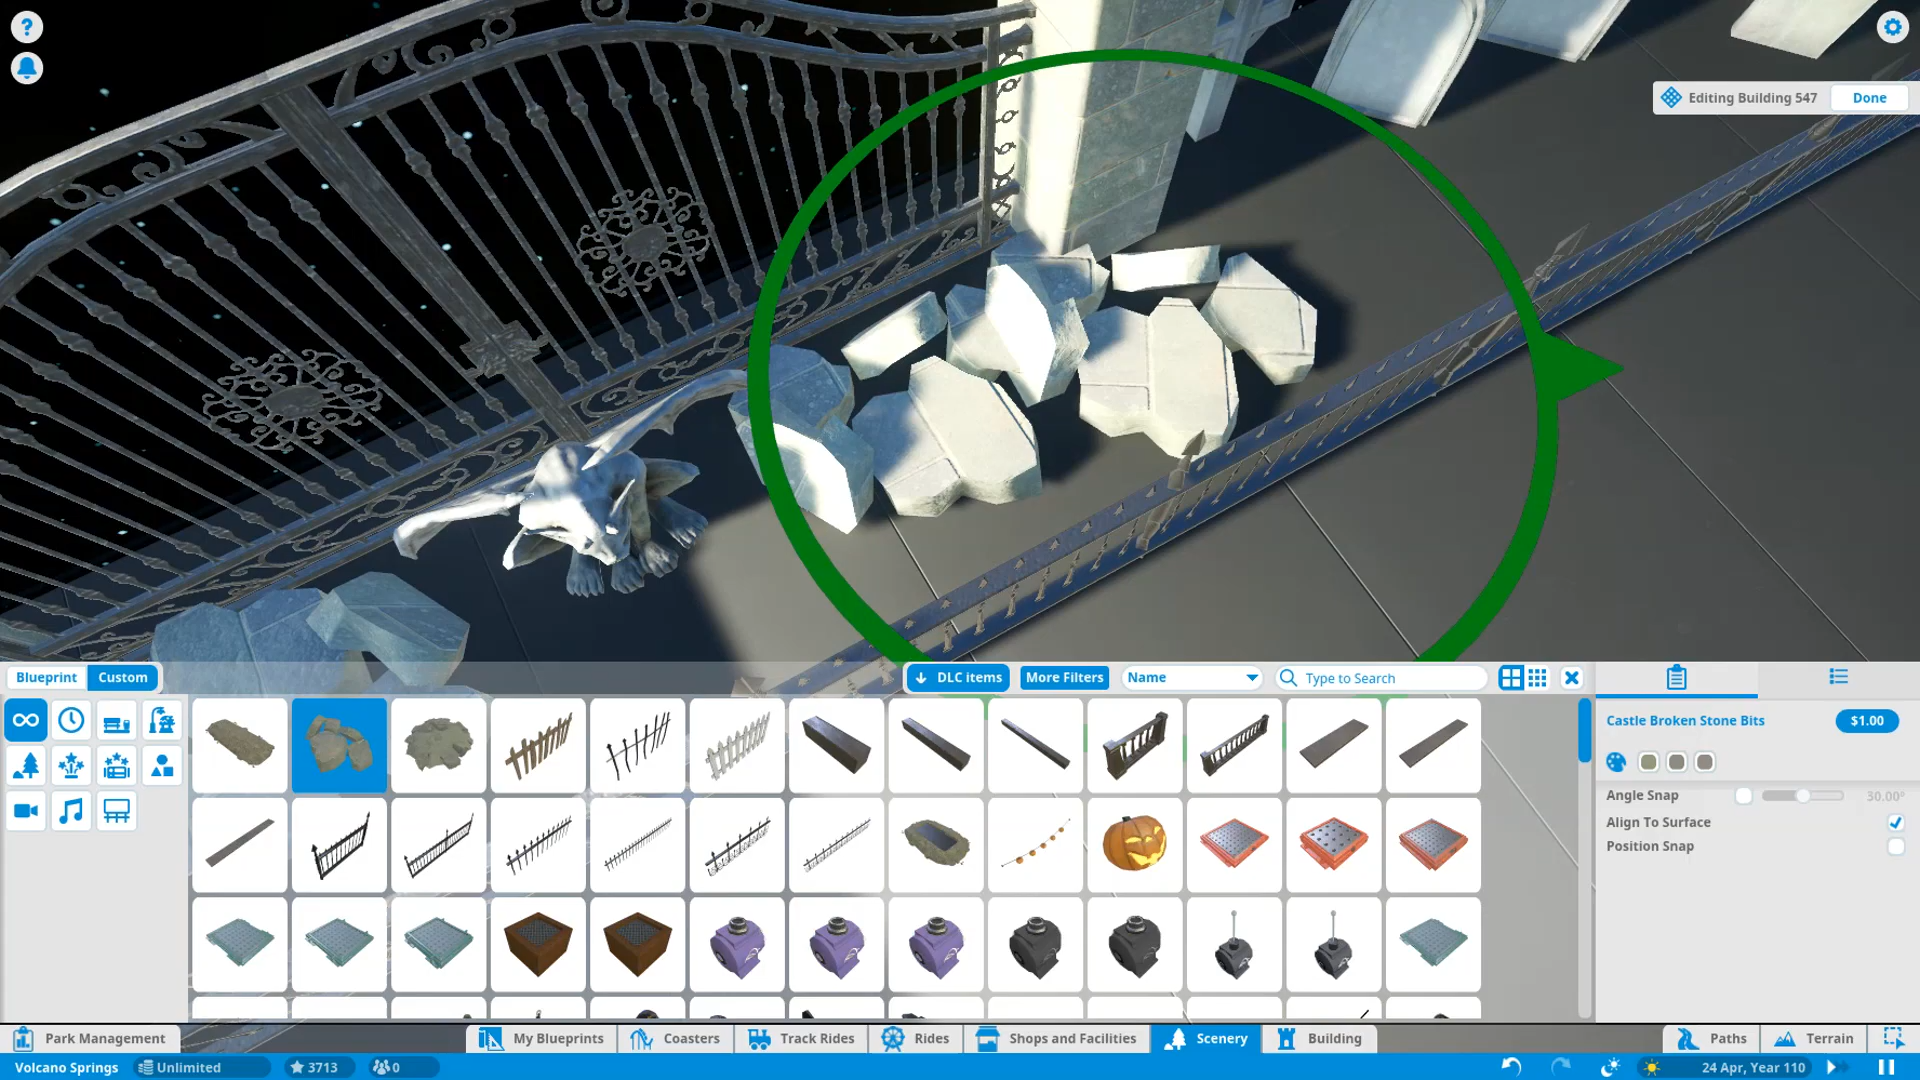 ?
Editing Building 547 Done
Blueprint Custom DLC items More Filters Name Type to Search
Castle Broken Stone Bits $1.00
Angle Snap 30.00°
Align To Surface
Position Snap
Park Management My Blueprints Coasters Track Rides Rides Shops and Facilities Scenery Building Paths Terrain
Volcano Springs Unlimited 3713 0 24 Apr, Year 110